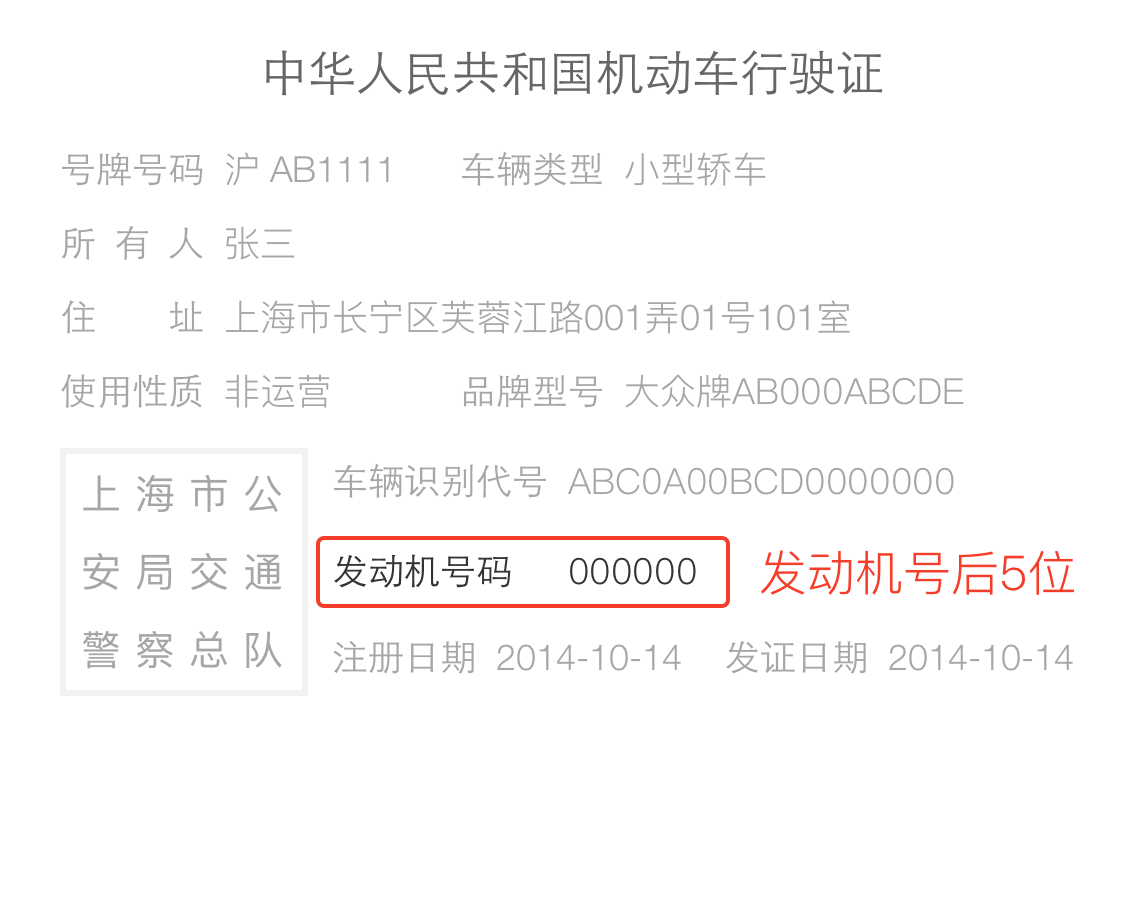 中华人民共和国机动车行驶证
号牌号码 沪 AB1111 车辆类型 小型轿车
所有人 张三
住址 上海市长宁区芙蓉江路001弄01号101室
使用性质 非运营 品牌型号 大众牌AB000ABCDE
上海市公
安局交通
警察总队
车辆识别代号 ABC0A00BCD0000000
发动机号码 000000 发动机号后5位
注册日期 2014-10-14 发证日期 2014-10-14